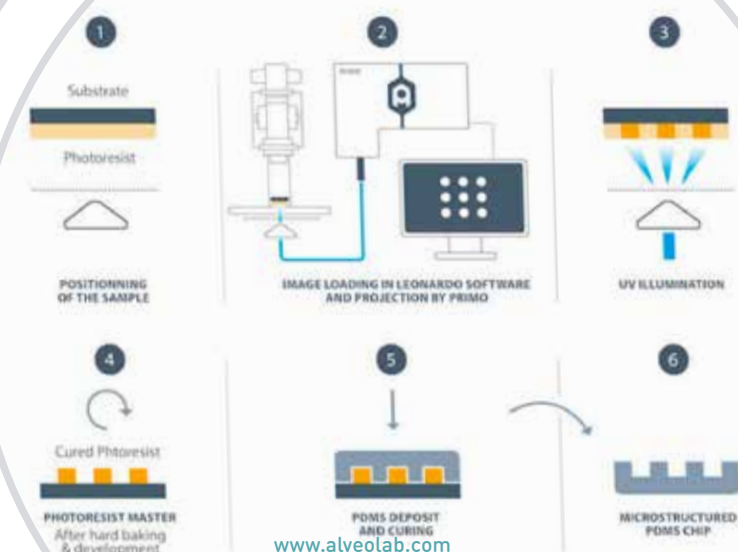 1
2
3
Substrate
Photoresist
POSITIONNING
OF THE SAMPLE
IMAGE LOADING IN LEONARDO SOFTWARE
AND PROJECTION BY PRIMO
UV ILLUMINATION
4
5
6
Cured Phtoresist
PHOTORESIST MASTER
After hard baking
& development
PDMS DEPOSIT
AND CURING
MICROSTRUCTURED
PDMS CHIP
www.alveolab.com